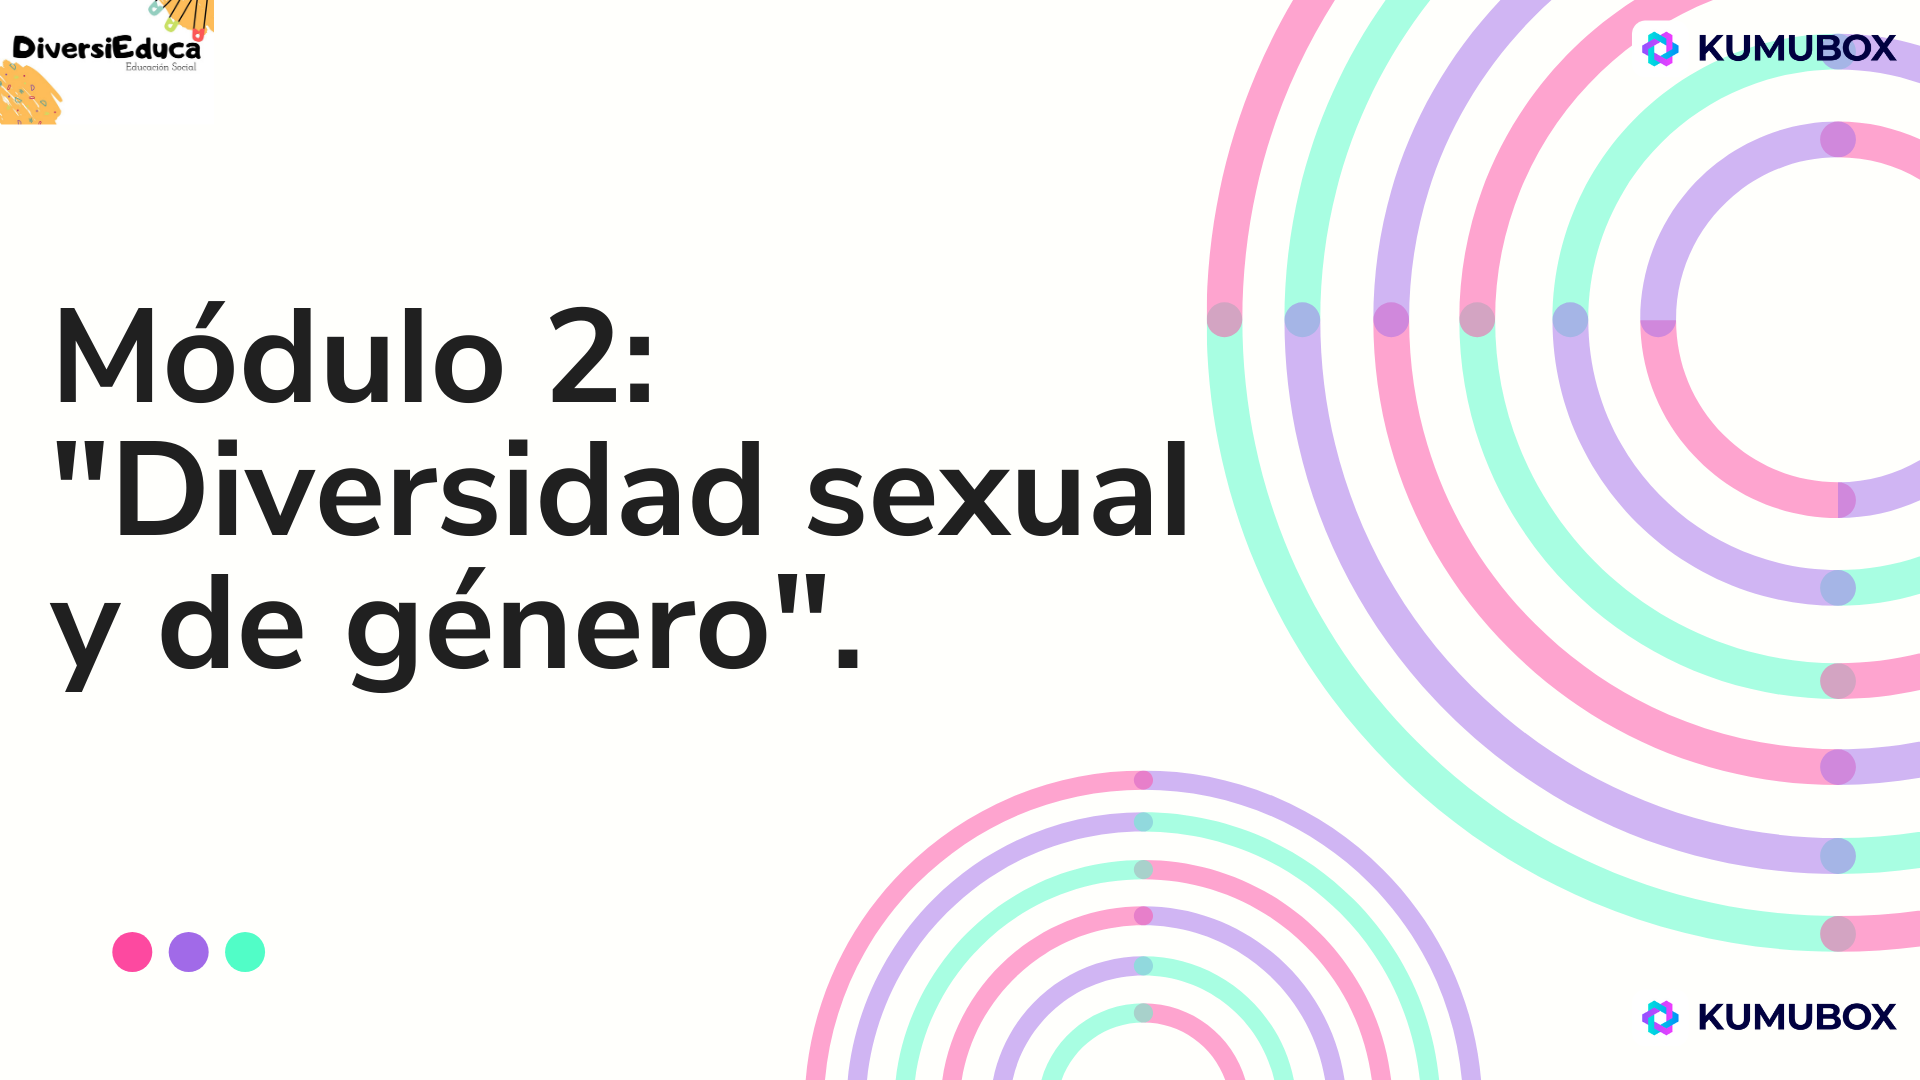 DiversiEduca
Educación Social
KUMUBOX
Módulo 2:
"Diversidad sexual
y de género".
KUMUBOX